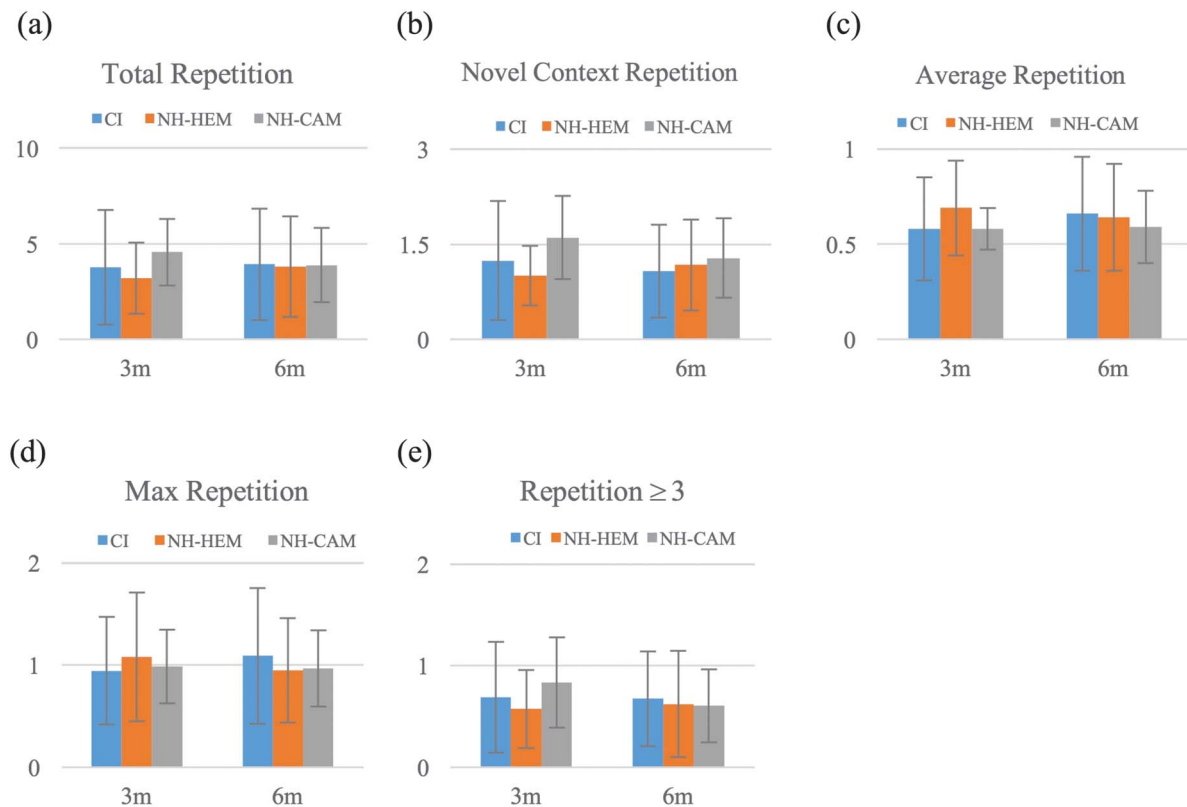 (a)
Total Repetition
CI NH-HEM NH-CAM
10
5
0
3m 6m
(b)
Novel Context Repetition
CI NH-HEM NH-CAM
3
1.5
0
3m 6m
(c)
Average Repetition
CI NH-HEM NH-CAM
1
0.5
0
3m 6m
(d)
Max Repetition
CI NH-HEM NH-CAM
2
1
0
3m 6m
(e)
Repetition ≥ 3
CI NH-HEM NH-CAM
2
1
0
3m 6m